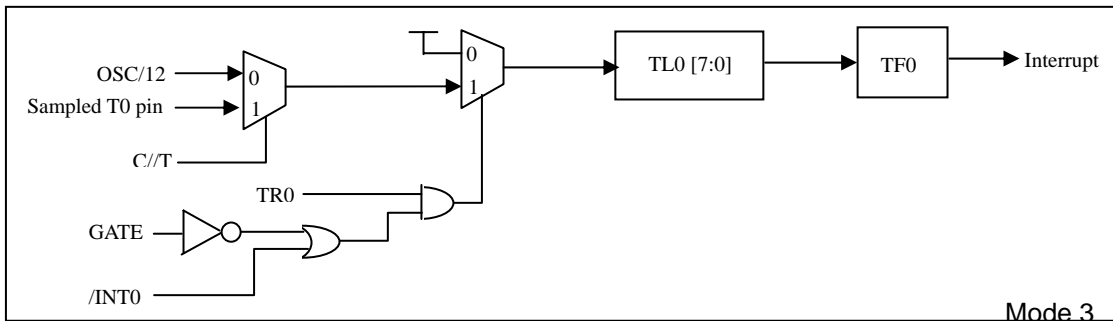 OSC/12
Sampled T0 pin
C//T
0
1
0
1
TL0 [7:0]
TF0
Interrupt
TR0
GATE
/INT0
Mode 3